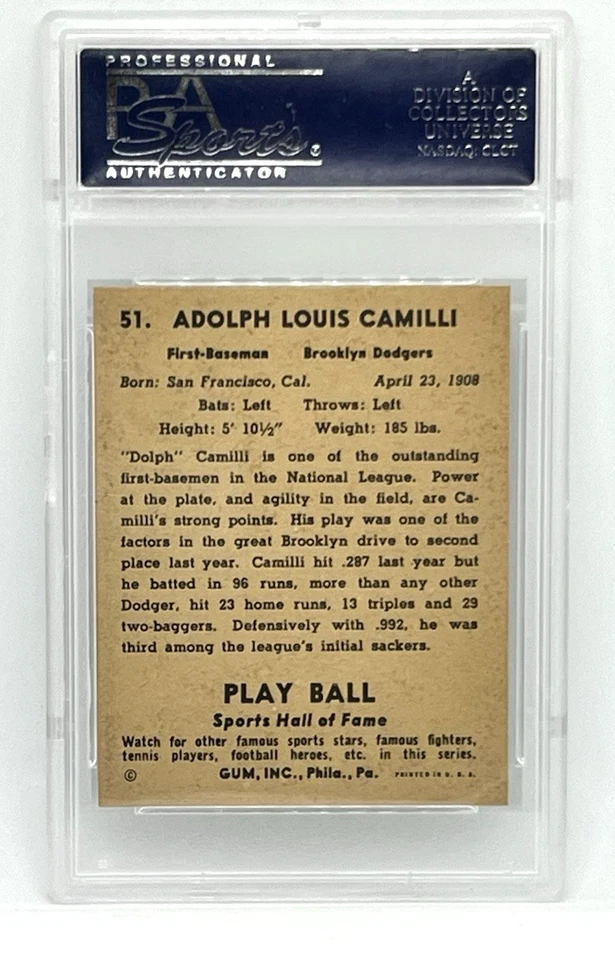 PROFESSIONAL
PSA
Sports®
AUTHENTICATOR
A
DIVISION OF
COLLECTORS
UNIVERSE
NASDAQ: CLCT
51. ADOLPH LOUIS CAMILLI
First-Baseman Brooklyn Dodgers
Born: San Francisco, Cal. April 23, 1908
Bats: Left Throws: Left
Height: 5' 10½" Weight: 185 lbs.
"Dolph" Camilli is one of the outstanding
first-basemen in the National League. Power
at the plate, and agility in the field, are Ca-
milli's strong points. His play was one of the
factors in the great Brooklyn drive to second
place last year. Camilli hit .287 last year but
he batted in 96 runs, more than any other
Dodger, hit 23 home runs, 13 triples and 29
two-baggers. Defensively with .992, he was
third among the league's initial sackers.
PLAY BALL
Sports Hall of Fame
Watch for other famous sports stars, famous fighters,
tennis players, football heroes, etc. in this series.
© GUM, INC., Phila., Pa. PRINTED IN U. S. A.